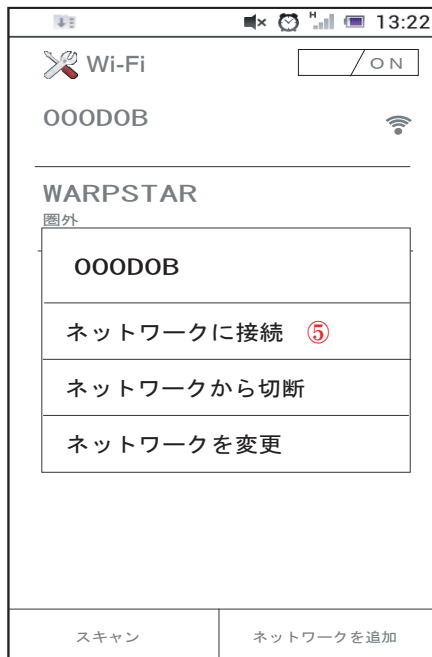 H 13:22
Wi-Fi ON
OOODOB
WARPSTAR
圏外
OOODOB
ネットワークに接続 ⑤
ネットワークから切断
ネットワークを変更
スキャン ネットワークを追加